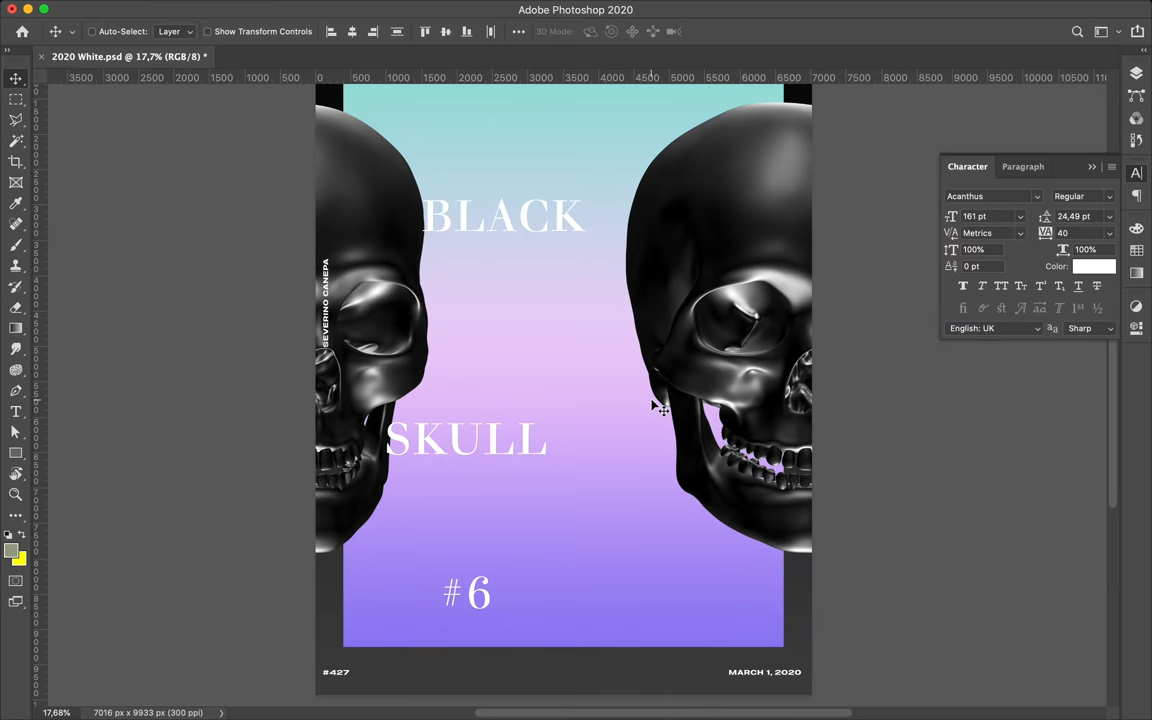 Adobe Photoshop 2020
Auto-Select: Layer Show Transform Controls 3D Mode:
2020 White.psd @ 17,7% (RGB/8) *
3500 3000 2500 2000 1500 1000 500 0 500 1000 1500 2000 2500 3000 3500 4000 4500 5000 5500 6000 6500 7000 7500 8000 8500 9000 9500 10000 10500
Character Paragraph
Acanthus Regular
161 pt 24,49 pt
Metrics 40
100% 100%
0 pt Color:
English: UK Sharp
BLACK
SEVERINO CANEPA
SKULL
#6
#427 MARCH 1, 2020
17,68% 7016 px x 9933 px (300 ppi)